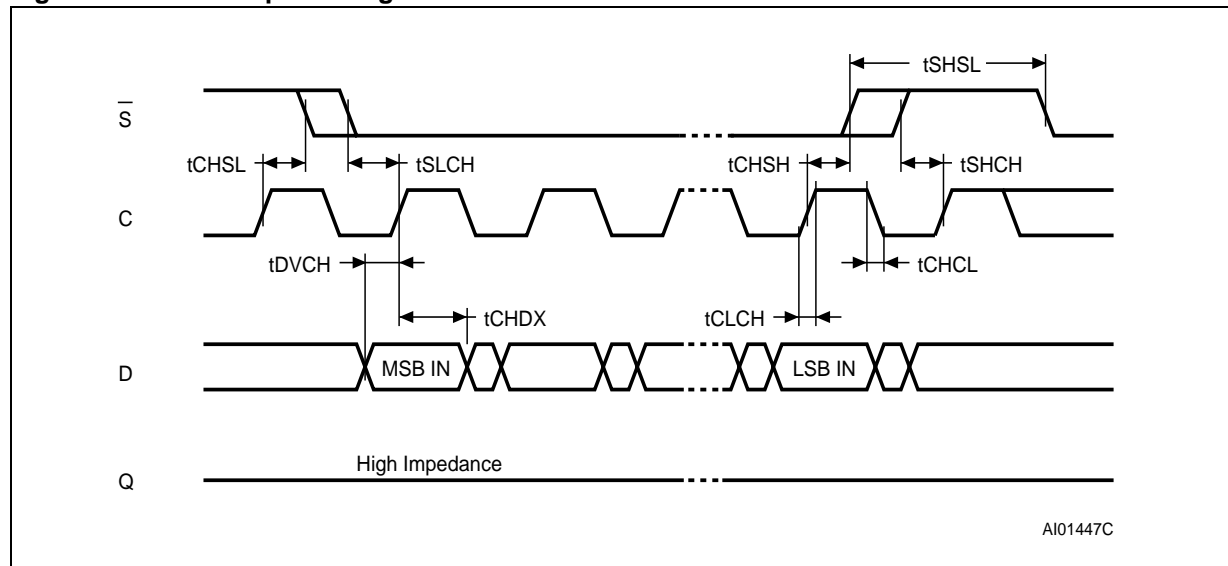 tSHSL
S̅
tCHSL
tSLCH
tCHSH
tSHCH
C
tDVCH
tCHCL
tCHDX
tCLCH
D
MSB IN
LSB IN
High Impedance
Q
AI01447C